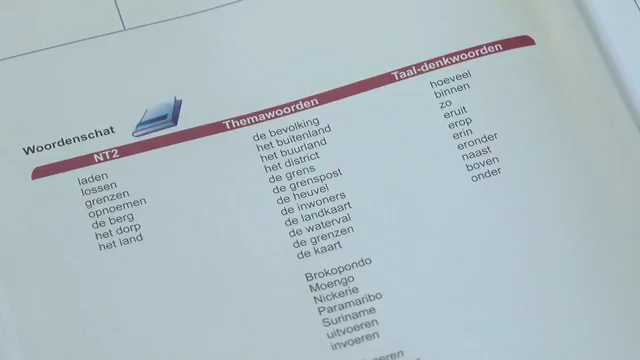 Woordenschat
NT2
laden
lossen
grenzen
opnoemen
de berg
het dorp
het land
Themawoorden
de bevolking
het buitenland
het buurland
het district
de grens
de grenspost
de heuvel
de inwoners
de landkaart
de waterval
de grenzen
de kaart
Brokopondo
Moengo
Nickerie
Paramaribo
Suriname
uitvoeren
invoeren
Taal-denkwoorden
hoeveel
binnen
zo
eruit
erop
erin
eronder
naast
boven
onder